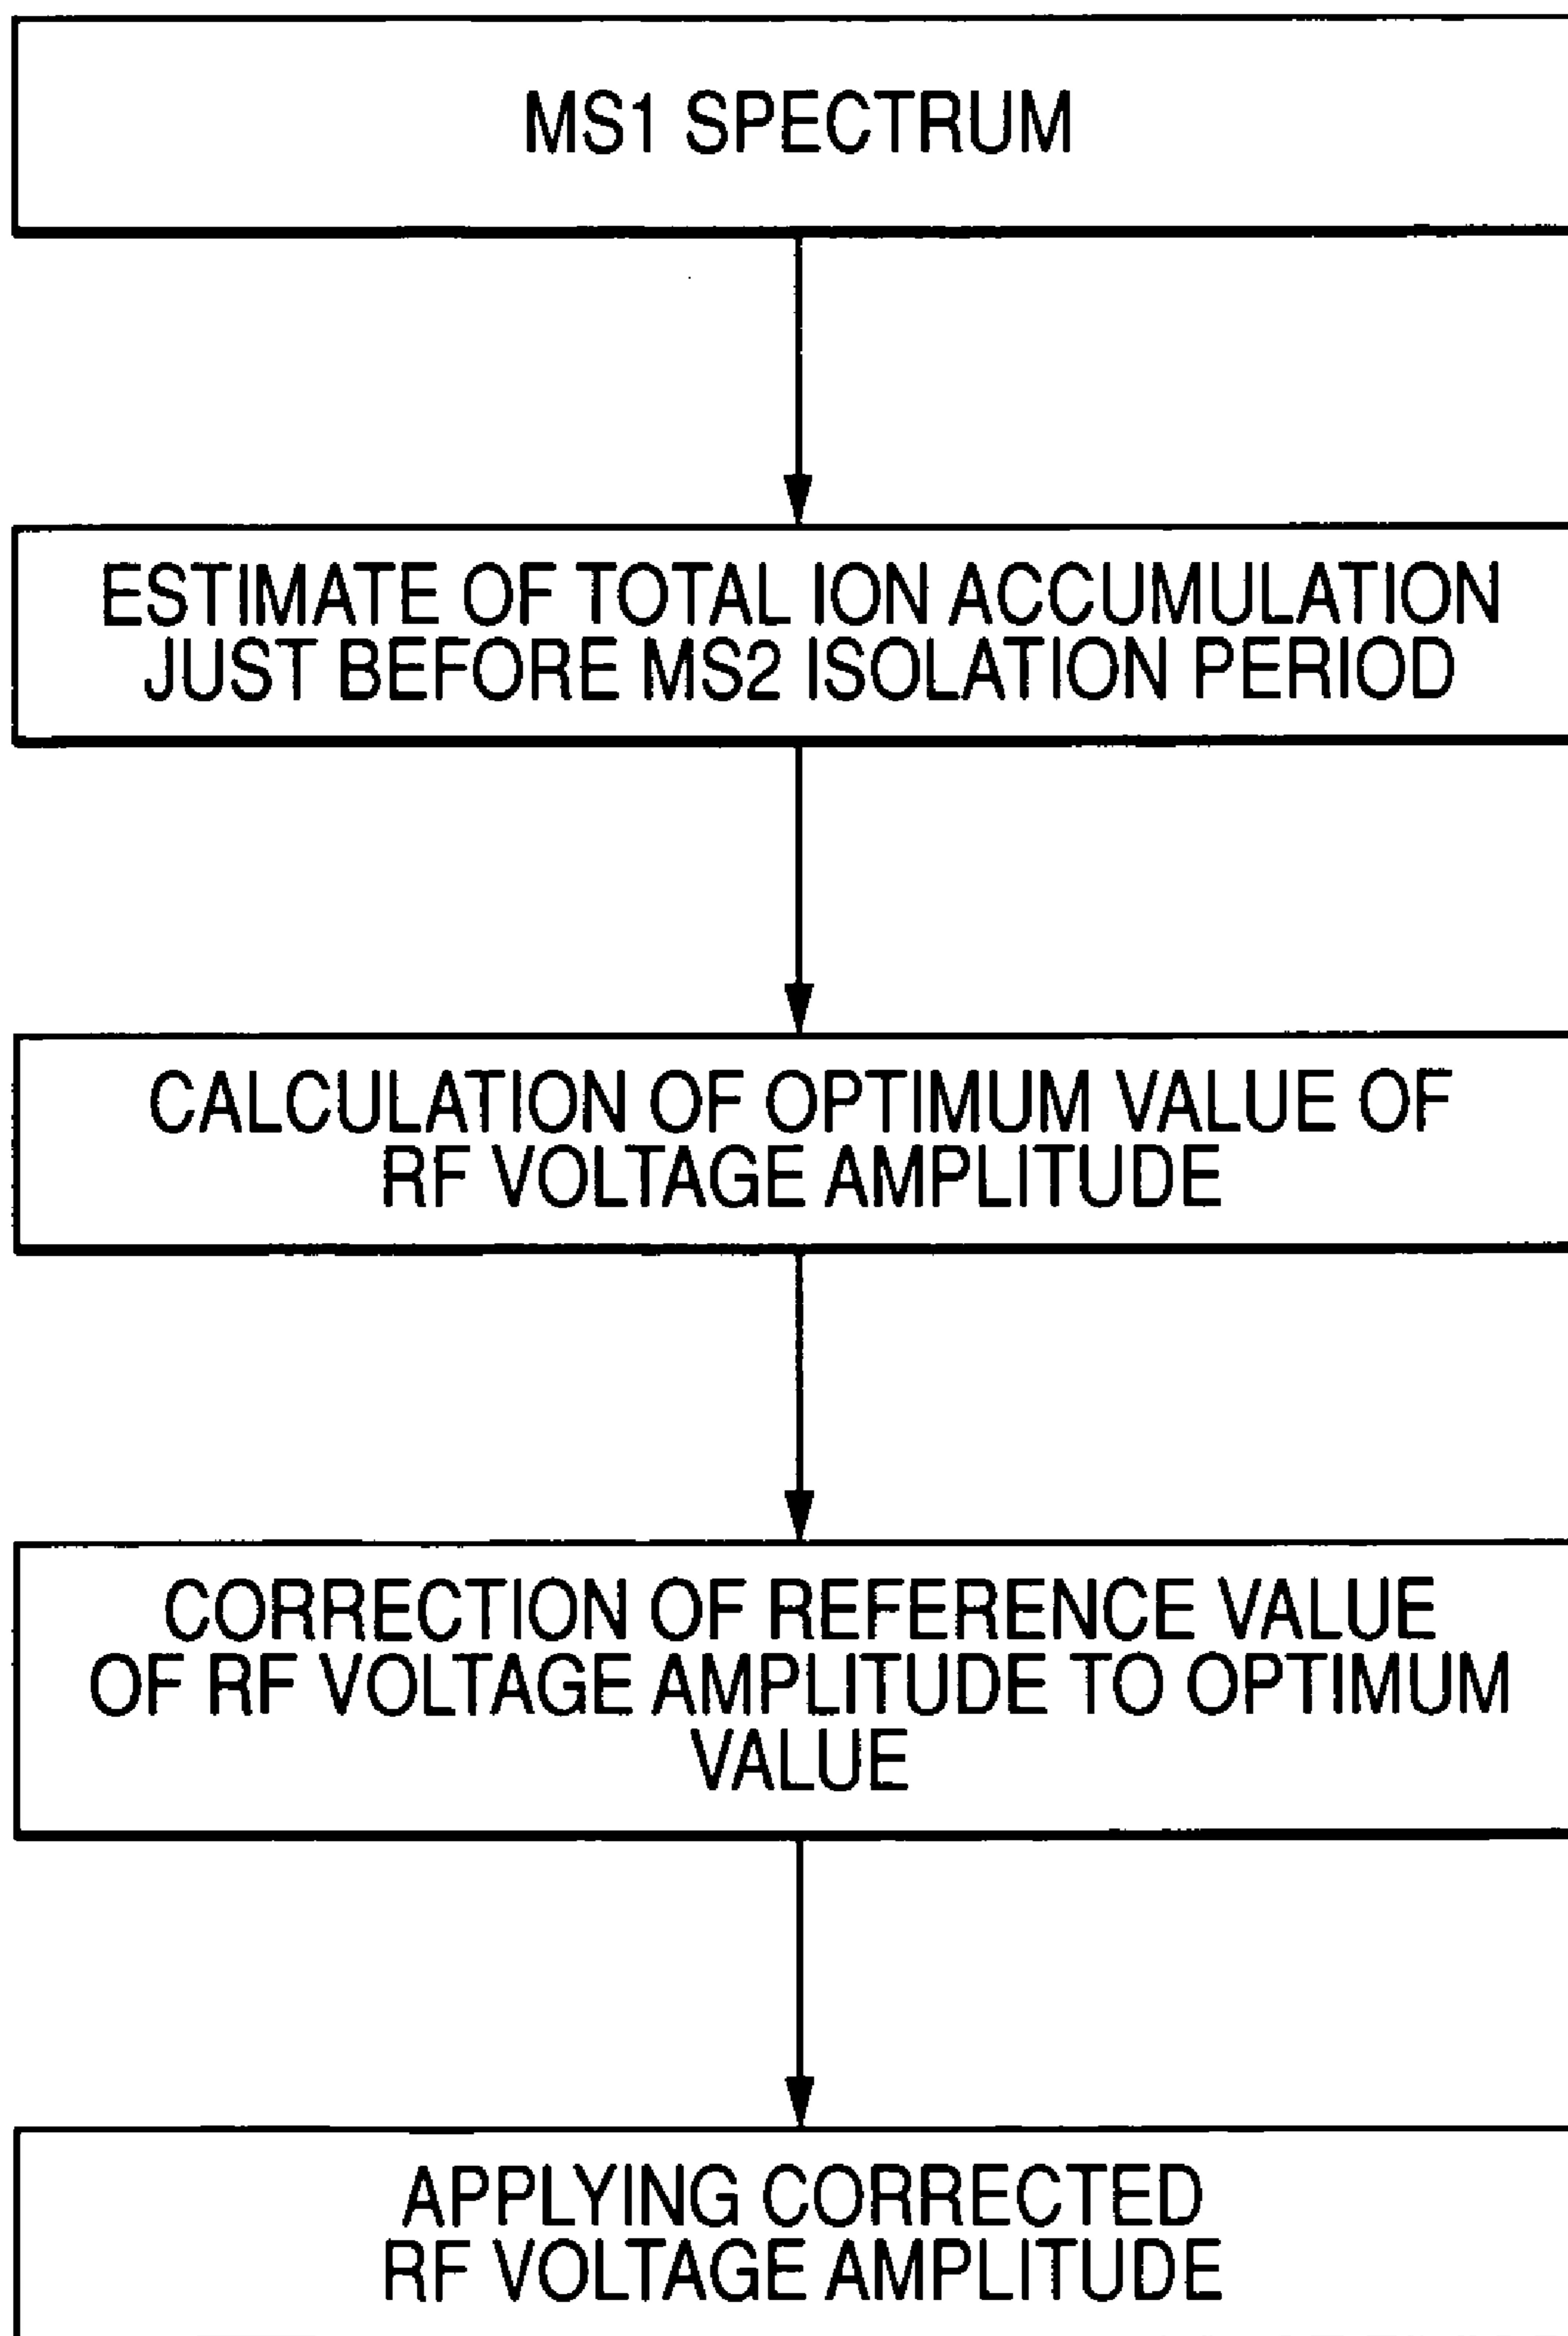 MS1 SPECTRUM
ESTIMATE OF TOTAL ION ACCUMULATION
JUST BEFORE MS2 ISOLATION PERIOD
CALCULATION OF OPTIMUM VALUE OF
RF VOLTAGE AMPLITUDE
CORRECTION OF REFERENCE VALUE
OF RF VOLTAGE AMPLITUDE TO OPTIMUM
VALUE
APPLYING CORRECTED
RF VOLTAGE AMPLITUDE